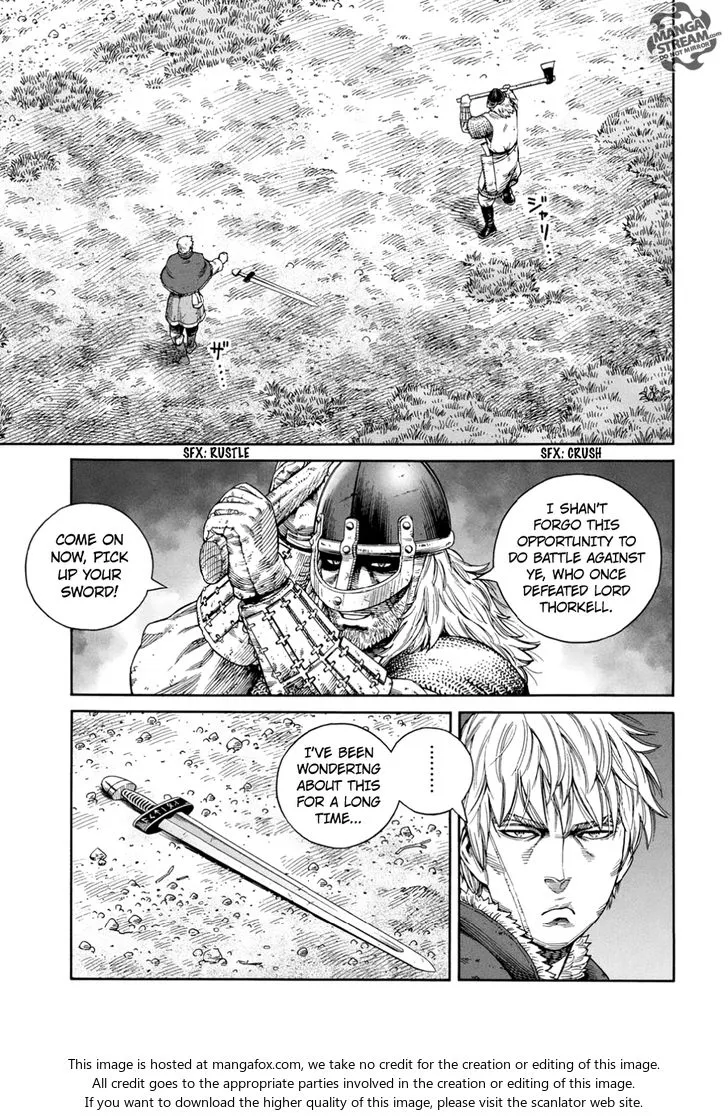 MANGA
STREAM.com
DO NOT MIRROR
ジャリ…
ザ…
SFX: RUSTLE
SFX: CRUSH
COME ON
NOW, PICK
UP YOUR
SWORD!
I SHAN'T
FORGO THIS
OPPORTUNITY TO
DO BATTLE AGAINST
YE, WHO ONCE
DEFEATED LORD
THORKELL.
I'VE BEEN
WONDERING
ABOUT THIS
FOR A LONG
TIME...
........
This image is hosted at mangafox.com, we take no credit for the creation or editing of this image.
All credit goes to the appropriate parties involved in the creation or editing of this image.
If you want to download the higher quality of this image, please visit the scanlator web site.